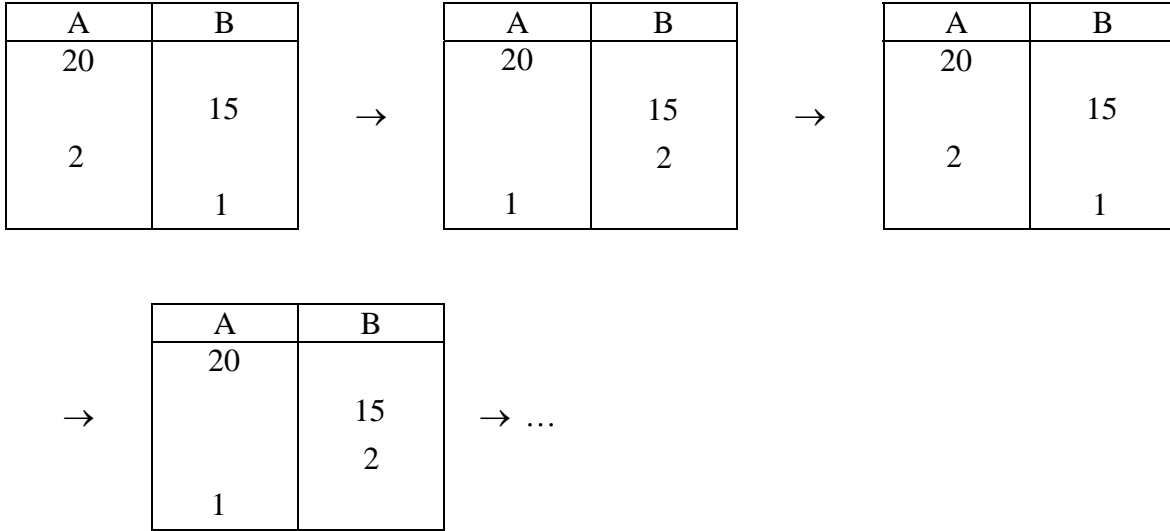 A B A B A B
20 20 20
15 → 15 → 15
2 2 2
1 1 1
A B
20
→ 15 → …
2
1